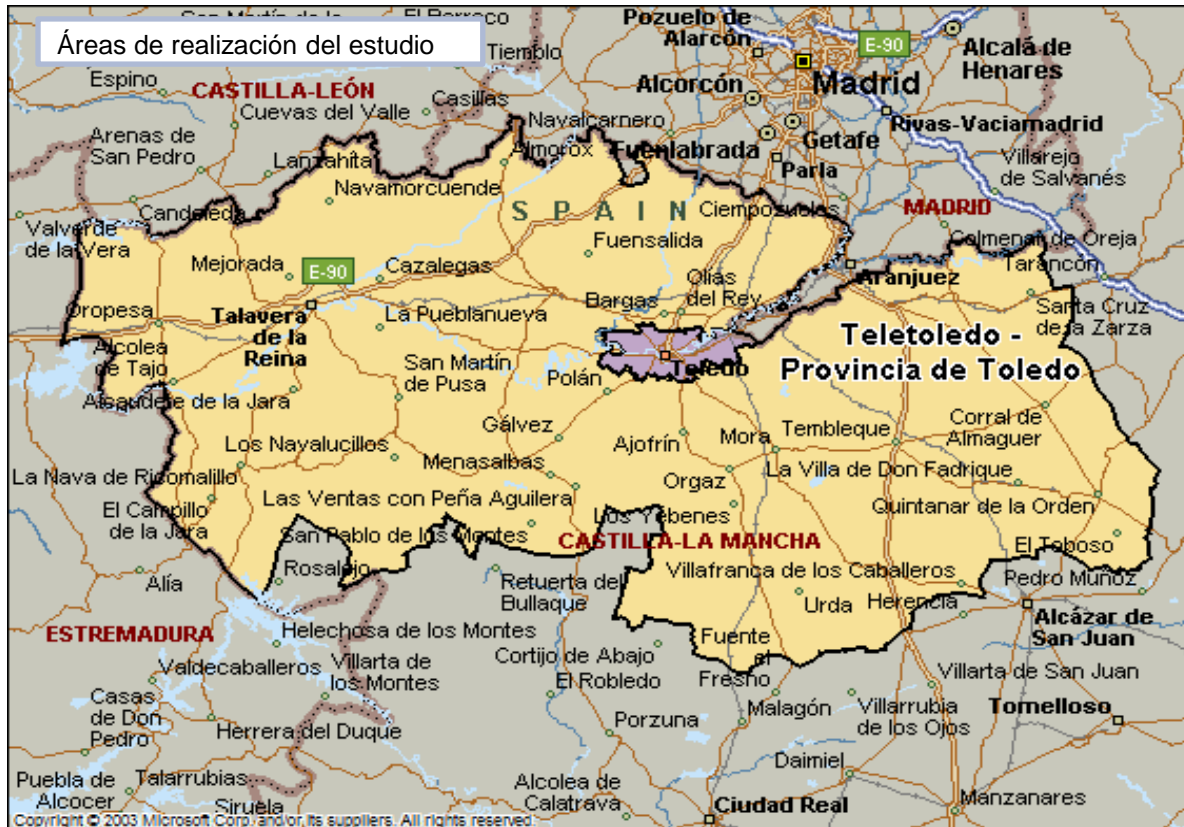 Áreas de realización del estudio
San Martín de la
El Barraco
Tiemblo
Espino
CASTILLA-LEÓN
Cuevas del Valle
Casillas
Pozuelo de
Alarcón
E-90
Alcalá de
Henares
Alcorcón
Madrid
Navalcarnero
Rivas-Vaciamadrid
Getafe
Arenas de
San Pedro
Lanzahíta
Almorox
Fuenlabrada
Parla
Villarejo
de Salvanés
Navamorcuende
SPAIN
Ciempozuelos
MADRID
Candeleda
Valverde
de la Vera
Fuensalida
Colmenar de Oreja
Tarancón
Mejorada
E-90
Cazalegas
Olías
del Rey
Aranjuez
Bargas
Santa Cruz
de la Zarza
Oropesa
Talavera
de la
Reina
La Pueblanueva
Teletoledo -
Provincia de Toledo
Alcolea
de Tajo
San Martín
de Pusa
Toledo
Polán
Alcaudete de la Jara
Gálvez
Corral de
Almaguer
Los Navalucillos
Ajofrín
Mora
Tembleque
Menasalbas
La Villa de Don Fadrique
La Nava de Ricomalillo
Orgaz
El Campillo
de la Jara
Las Ventas con Peña Aguilera
Quintanar de la Orden
Los Yébenes
San Pablo de los Montes
CASTILLA-LA MANCHA
El Toboso
Alía
Rosalejo
Retuerta del
Bullaque
Villafranca de los Caballeros
Pedro Muñoz
Urda
Herencia
Alcázar de
San Juan
ESTREMADURA
Helechosa de los Montes
Fuente
el
Fresno
Valdecaballeros
Villarta de
los Montes
Cortijo de Abajo
El Robledo
Villarta de San Juan
Casas
de Don
Pedro
Herrera del Duque
Porzuna
Malagón
Villarrubia
de los Ojos
Tomelloso
Daimiel
Puebla de
Alcocer
Talarrubias
Siruela
Alcolea de
Calatrava
Ciudad Real
Manzanares
Copyright © 2003 Microsoft Corp. and/or its suppliers. All rights reserved.